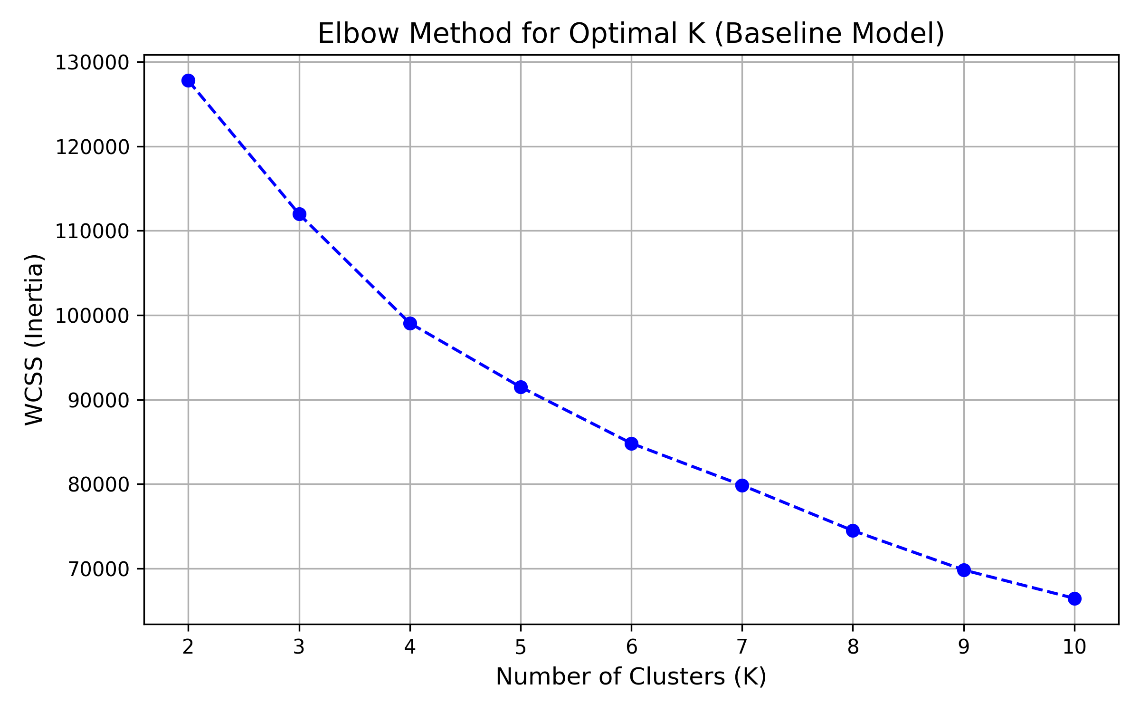 Elbow Method for Optimal K (Baseline Model)
WCSS (Inertia)
130000
120000
110000
100000
90000
80000
70000
2 3 4 5 6 7 8 9 10
Number of Clusters (K)